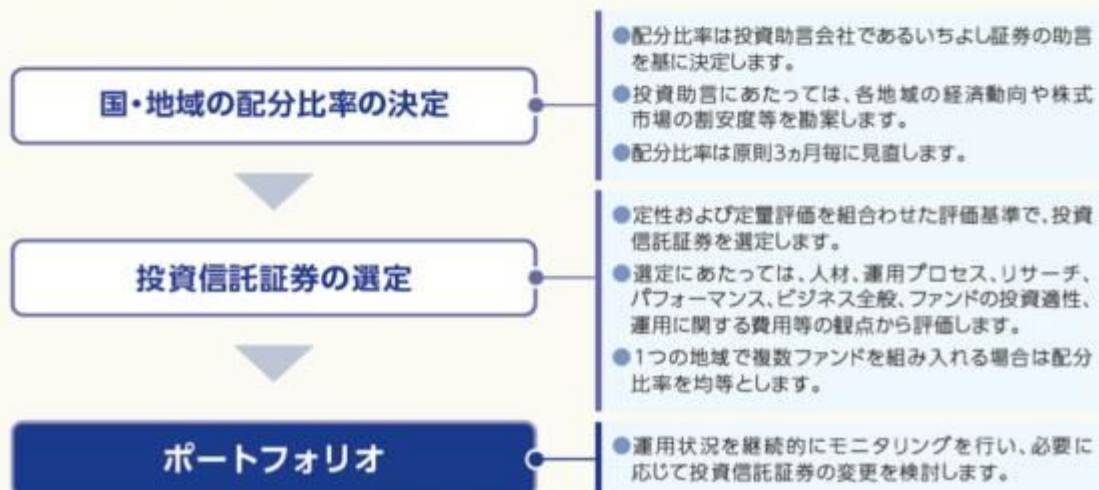 国・地域の配分比率の決定
●配分比率は投資助言会社であるいちよし証券の助言
を基に決定します。
●投資助言にあたっては、各地域の経済動向や株式
市場の割安度等を勘案します。
●配分比率は原則3ヵ月毎に見直します。
投資信託証券の選定
●定性および定量評価を組合わせた評価基準で、投資
信託証券を選定します。
●選定にあたっては、人材、運用プロセス、リサーチ、
パフォーマンス、ビジネス全般、ファンドの投資適性、
運用に関する費用等の観点から評価します。
●1つの地域で複数ファンドを組み入れる場合は配分
比率を均等とします。
ポートフォリオ
●運用状況を継続的にモニタリングを行い、必要に
応じて投資信託証券の変更を検討します。